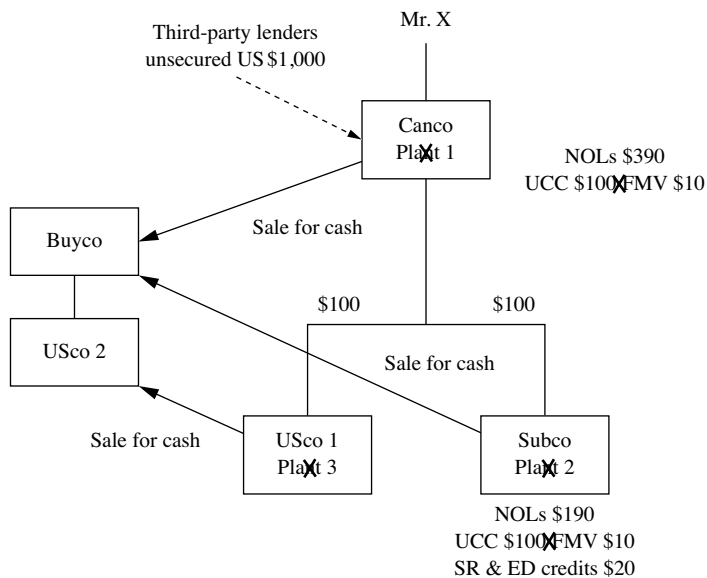 Mr. X
Third-party lenders
unsecured US $1,000
Canco
Plant 1
NOLs $390
UCC $100 FMV $10
Sale for cash
Buyco
$100
$100
USco 2
Sale for cash
Sale for cash
USco 1
Plant 3
Subco
Plant 2
NOLs $190
UCC $100 FMV $10
SR & ED credits $20